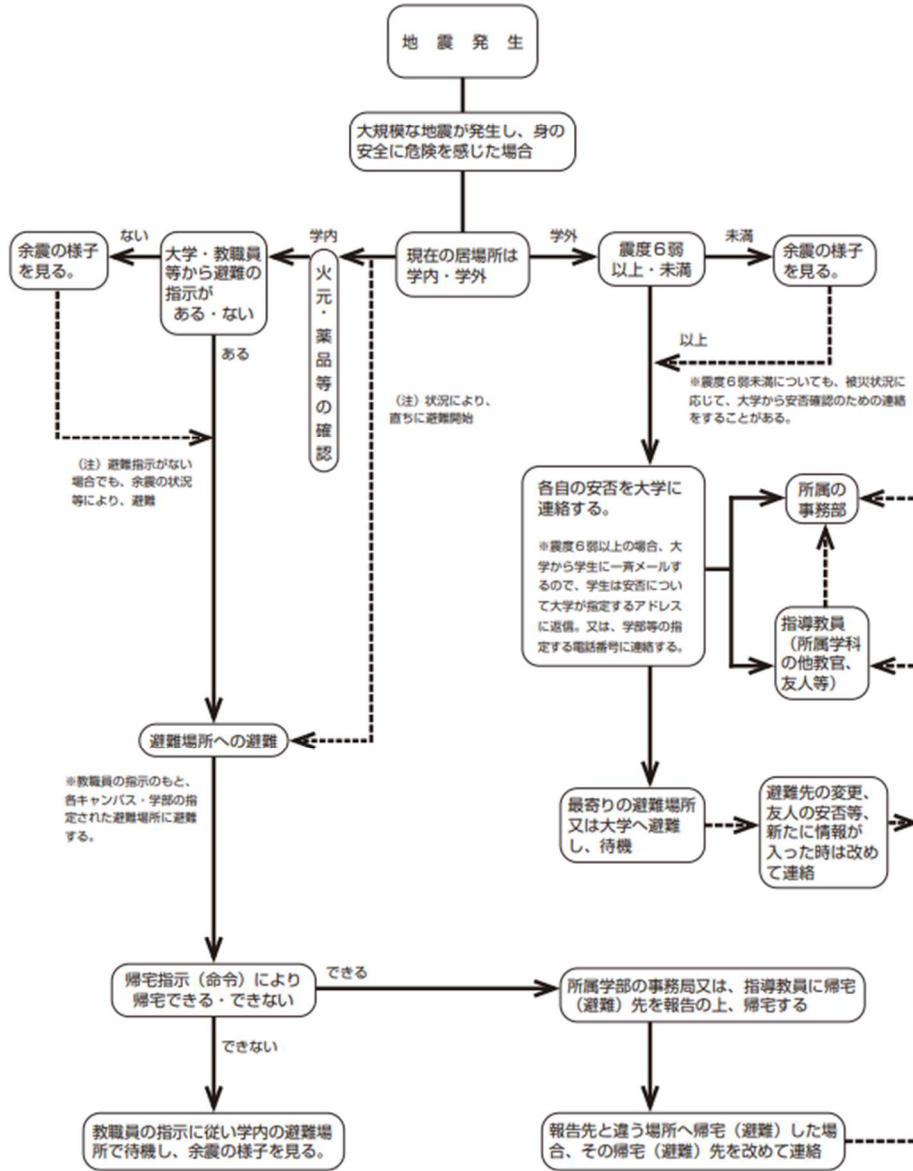 地 震 発 生
大規模な地震が発生し、身の
安全に危険を感じた場合
余震の様子
を見る。
ない
大学・教職員
等から避難の
指示が
ある・ない
学内
火元・薬品等の確認
現在の居場所は
学内・学外
学外
震度6弱
以上・未満
未満
余震の様子
を見る。
ある
以上
(注)状況により、
直ちに避難開始
※震度6弱未満についても、被災状況に
応じて、大学から安否確認のための連絡
をすることがある。
(注)避難指示がない
場合でも、余震の状況
等により、避難
各自の安否を大学に
連絡する。
※震度6弱以上の場合、大
学から学生に一斉メールす
るので、学生は安否につい
て大学が指定するアドレス
に返信。又は、学部等の指
定する電話番号に連絡する。
所属の
事務部
指導教員
(所属学科
の他教官、
友人等)
避難場所への避難
※教職員の指示のもと、
各キャンパス・学部の指
定された避難場所に避難
する。
最寄りの避難場所
又は大学へ避難
し、待機
避難先の変更、
友人の安否等、
新たに情報が
入った時は改め
て連絡
帰宅指示(命令)により
帰宅できる・できない
できる
所属学部の事務局又は、指導教員に帰宅
(避難)先を報告の上、帰宅する
できない
教職員の指示に従い学内の避難場
所で待機し、余震の様子を見る。
報告先と違う場所へ帰宅(避難)した場
合、その帰宅(避難)先を改めて連絡